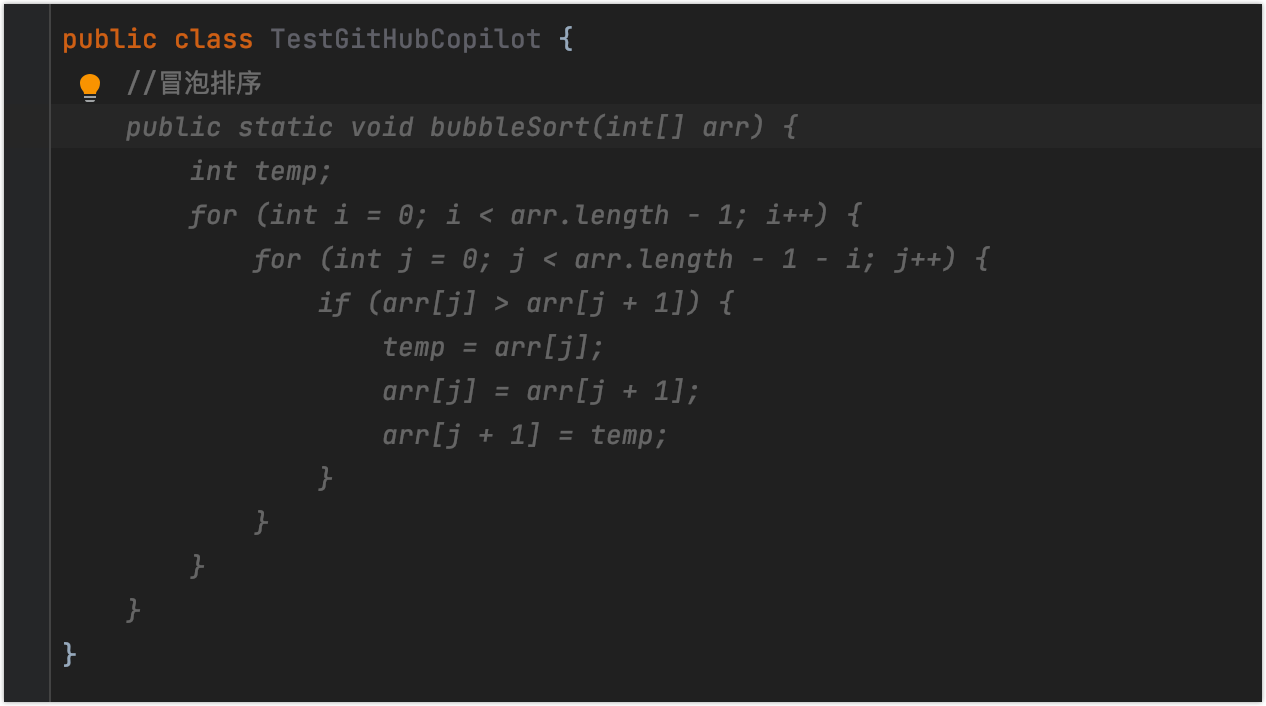 public class TestGitHubCopilot {
    //冒泡排序
    public static void bubbleSort(int[] arr) {
        int temp;
        for (int i = 0; i < arr.length - 1; i++) {
            for (int j = 0; j < arr.length - 1 - i; j++) {
                if (arr[j] > arr[j + 1]) {
                    temp = arr[j];
                    arr[j] = arr[j + 1];
                    arr[j + 1] = temp;
                }
            }
        }
    }
}